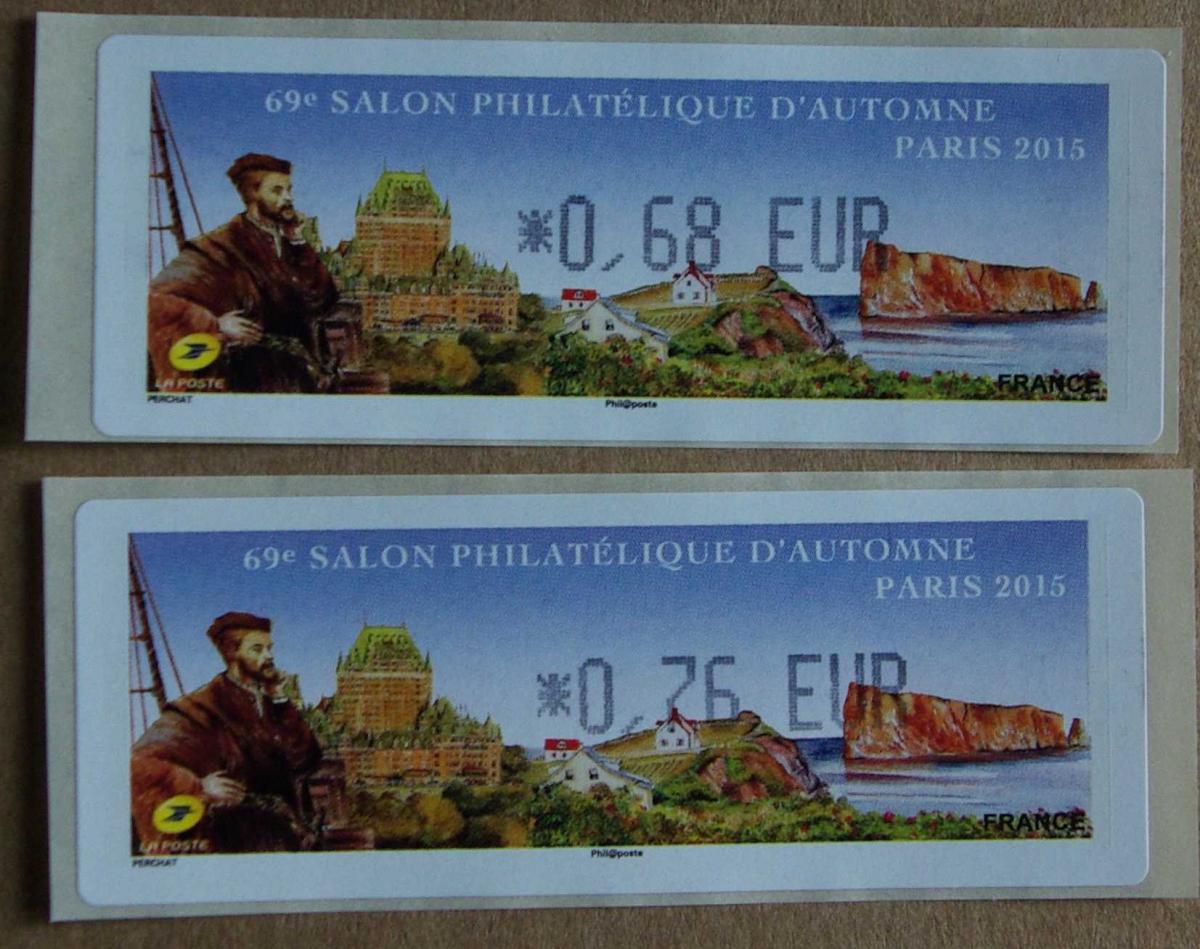 69e SALON PHILATÉLIQUE D'AUTOMNE
PARIS 2015
*0,68 EUR
LA POSTE
FRANCE
PERCHAT
Phil@poste
69e SALON PHILATÉLIQUE D'AUTOMNE
PARIS 2015
*0,76 EUR
LA POSTE
FRANCE
PERCHAT
Phil@poste